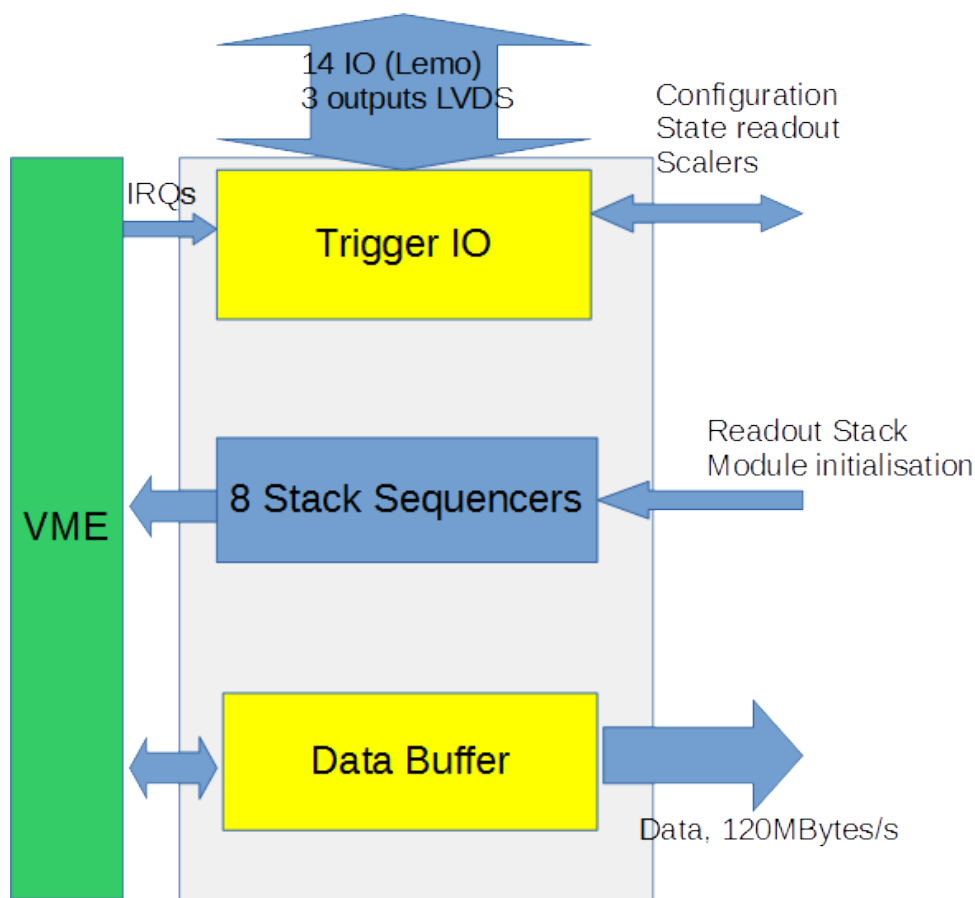 14 IO (Lemo)
3 outputs LVDS
Configuration
State readout
Scalers
IRQs
Trigger IO
Readout Stack
Module initialisation
8 Stack Sequencers
VME
Data Buffer
Data, 120MBytes/s